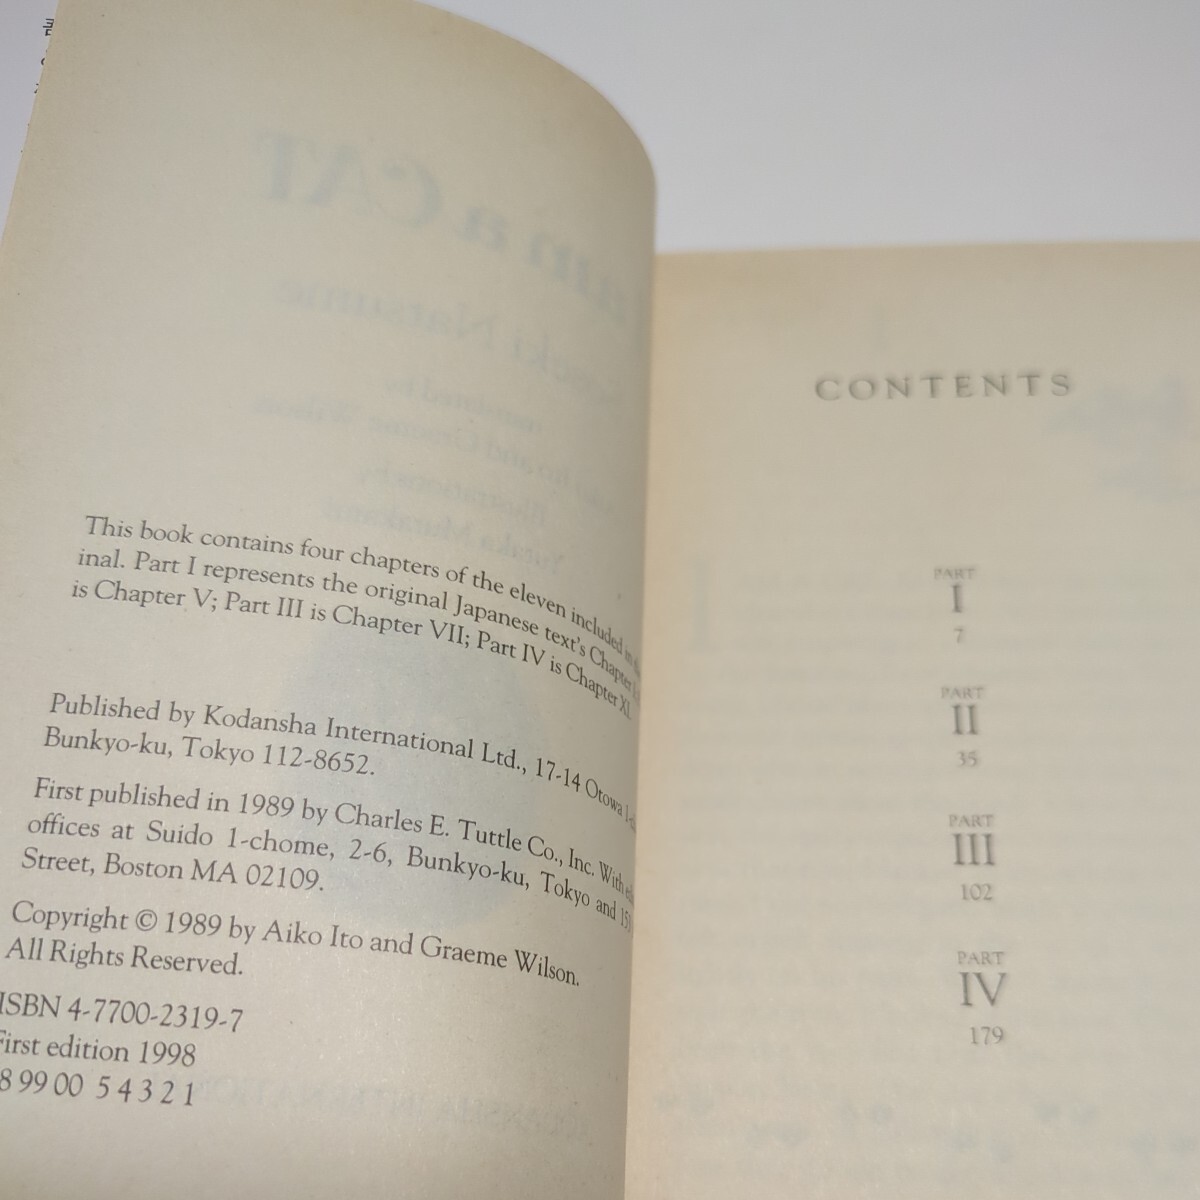 This book contains four chapters of the eleven included in the
inal. Part I represents the original Japanese text's Chapter
is Chapter V; Part III is Chapter VII; Part IV is Chapter XI.
Published by Kodansha International Ltd., 17-14 Otowa
Bunkyo-ku, Tokyo 112-8652.
First published in 1989 by Charles E. Tuttle Co., Inc. With
offices at Suido 1-chome, 2-6, Bunkyo-ku, Tokyo and
Street, Boston MA 02109.
Copyright © 1989 by Aiko Ito and Graeme Wilson.
All Rights Reserved.
ISBN 4-7700-2319-7
First edition 1998
8 99 00 5 4 3 2 1
CONTENTS
PART
I
7
PART
II
35
PART
III
102
PART
IV
179